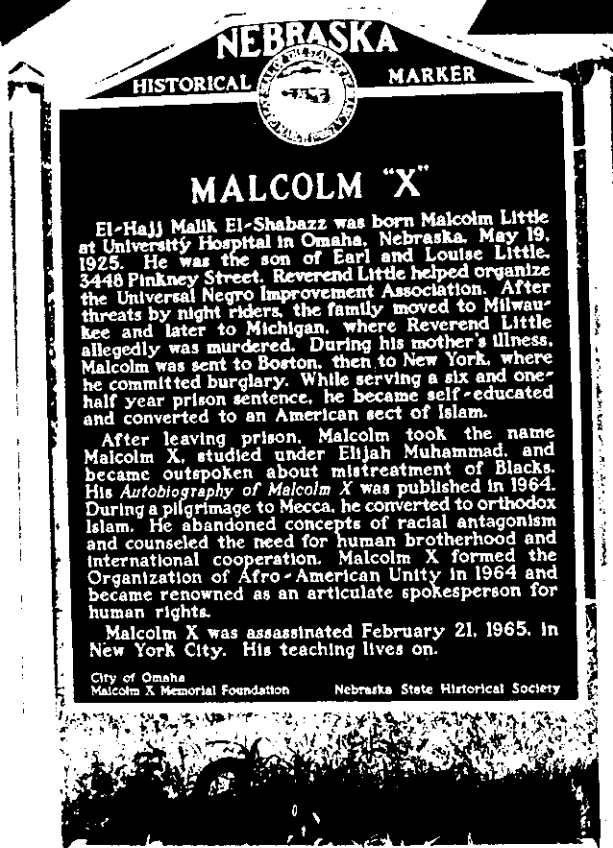 NEBRASKA
HISTORICAL MARKER
MALCOLM "X"
El-Hajj Malik El-Shabazz was born Malcolm Little
at University Hospital in Omaha, Nebraska, May 19,
1925. He was the son of Earl and Louise Little,
3448 Pinkney Street. Reverend Little helped organize
the Universal Negro Improvement Association. After
threats by night riders, the family moved to Milwau-
kee and later to Michigan, where Reverend Little
allegedly was murdered. During his mother's illness,
Malcolm was sent to Boston, then to New York, where
he committed burglary. While serving a six and one-
half year prison sentence, he became self-educated
and converted to an American sect of Islam.
After leaving prison, Malcolm took the name
Malcolm X, studied under Elijah Muhammad, and
became outspoken about mistreatment of Blacks.
His Autobiography of Malcolm X was published in 1964.
During a pilgrimage to Mecca, he converted to orthodox
Islam. He abandoned concepts of racial antagonism
and counseled the need for human brotherhood and
international cooperation. Malcolm X formed the
Organization of Afro-American Unity in 1964 and
became renowned as an articulate spokesperson for
human rights.
Malcolm X was assassinated February 21, 1965, in
New York City. His teaching lives on.
City of Omaha
Malcolm X Memorial Foundation Nebraska State Historical Society